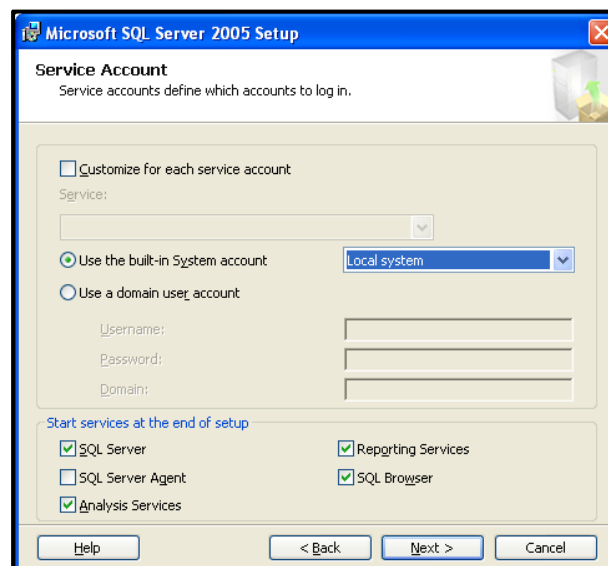 Microsoft SQL Server 2005 Setup
Service Account
Service accounts define which accounts to log in.
Customize for each service account
Service:
Use the built-in System account
Local system
Use a domain user account
Username:
Password:
Domain:
Start services at the end of setup
SQL Server
Reporting Services
SQL Server Agent
SQL Browser
Analysis Services
Help
< Back
Next >
Cancel